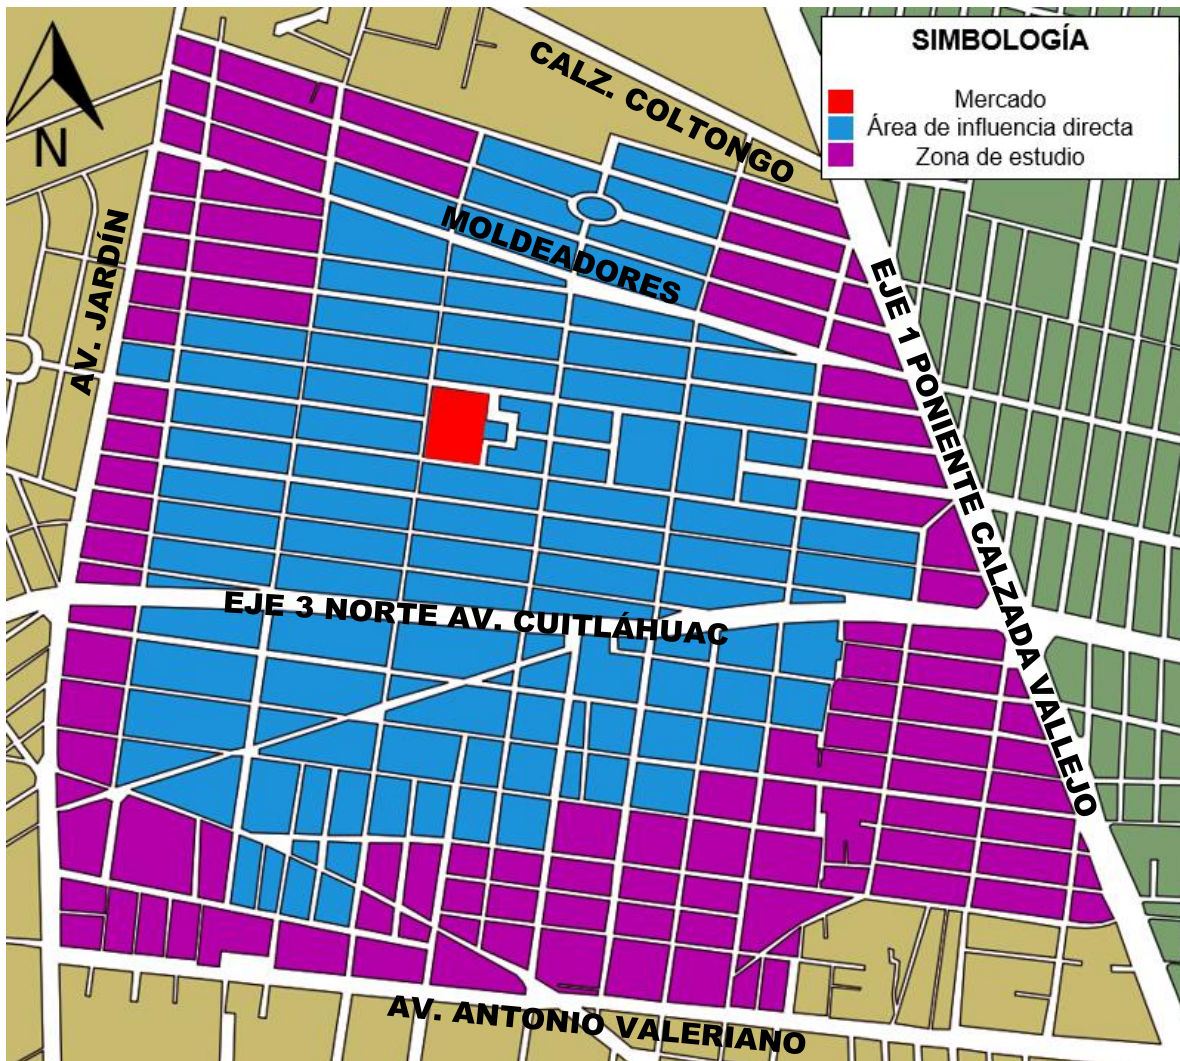 SIMBOLOGÍA
Mercado
Área de influencia directa
Zona de estudio
N
CALZ. COLTONGO
MOLDEADORES
AV. JARDÍN
EJE 1 PONIENTE CALZADA VALLEJO
EJE 3 NORTE AV. CUITLÁHUAC
AV. ANTONIO VALERIANO